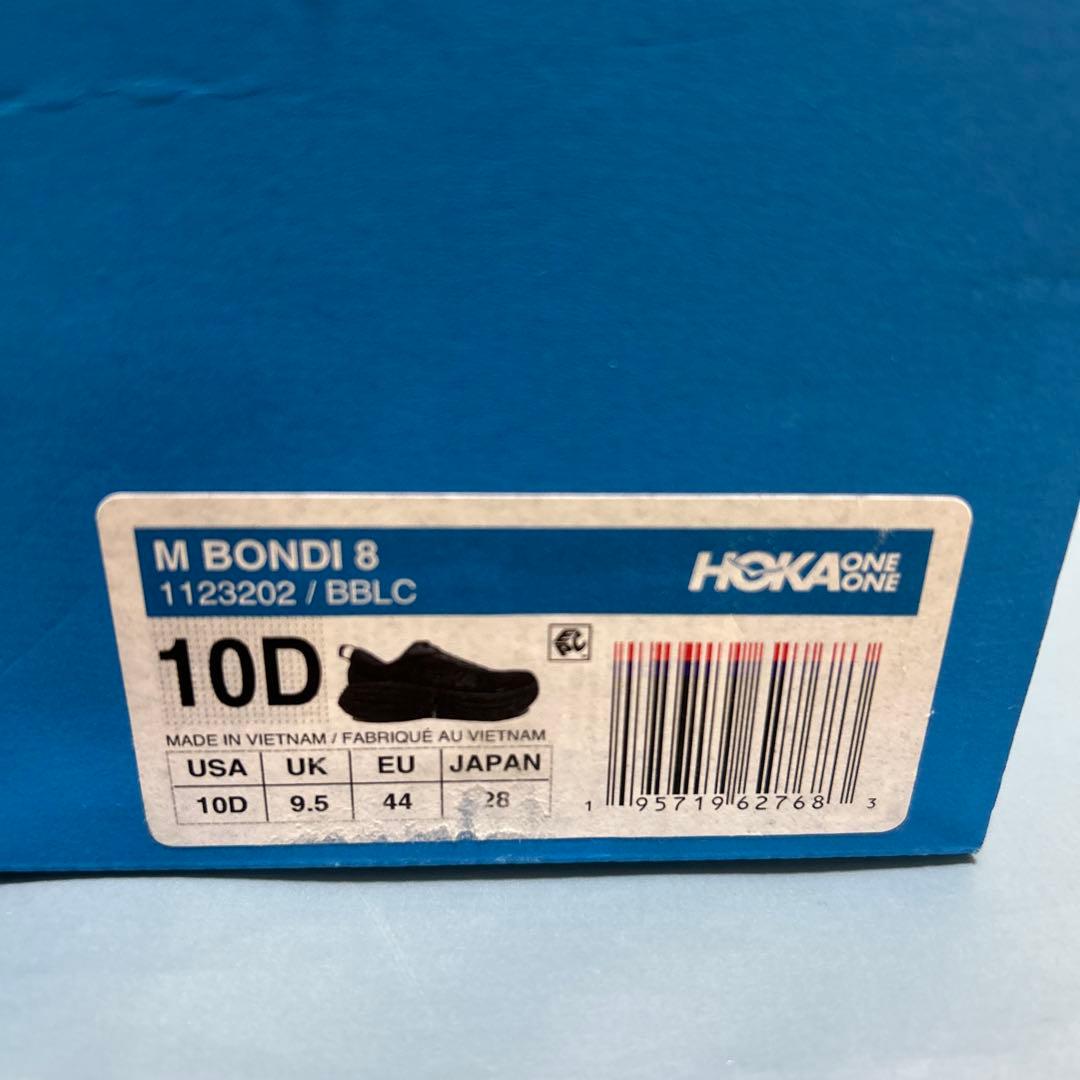 M BONDI 8
1123202 / BBLC
HOKA ONE ONE
10D
MADE IN VIETNAM / FABRIQUÉ AU VIETNAM
USA UK EU JAPAN
10D 9.5 44 28
1 95719 62768 3